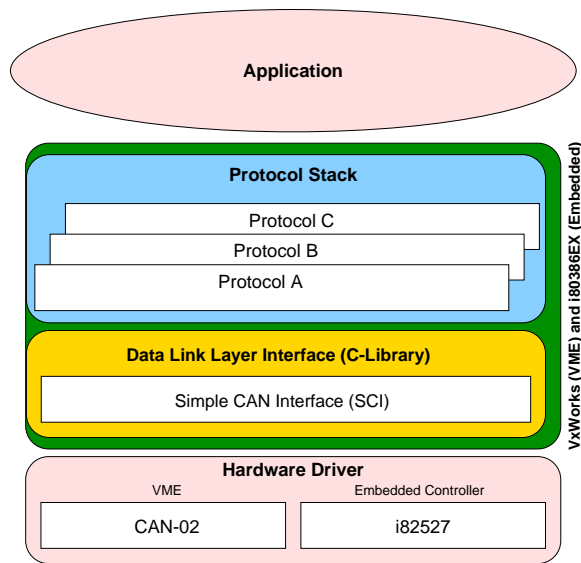 Application
Protocol Stack
Protocol C
Protocol B
Protocol A
Data Link Layer Interface (C-Library)
Simple CAN Interface (SCI)
VxWorks (VME) and i80386EX (Embedded)
Hardware Driver
VME
Embedded Controller
CAN-02
i82527